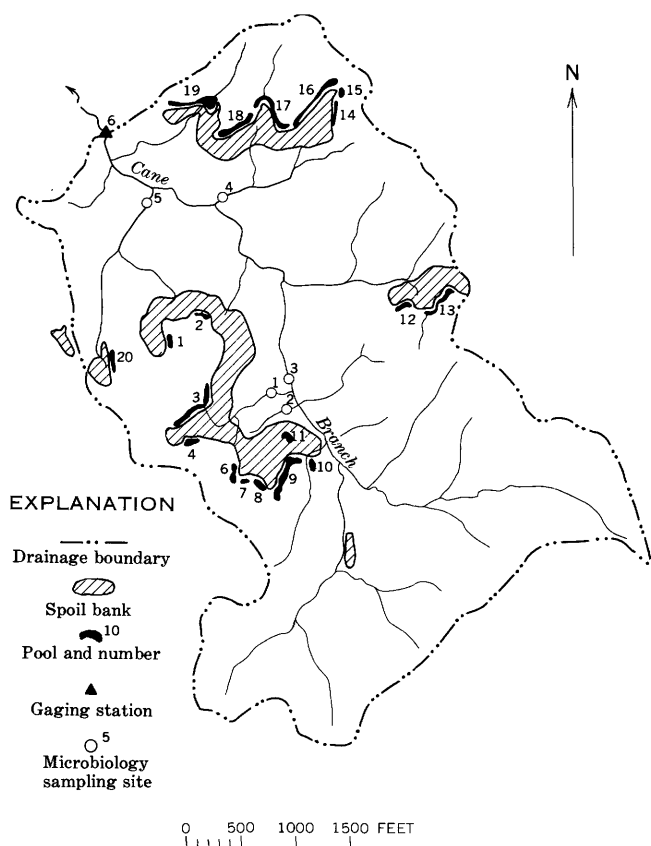 N
19
18
17
16
15
14
6
Cane
5
4
12
13
2
1
20
3
3
1
2
4
11
Branch
6
7
8
9
10
EXPLANATION
Drainage boundary
Spoil bank
10
Pool and number
Gaging station
5
Microbiology
sampling site
0 500 1000 1500 FEET